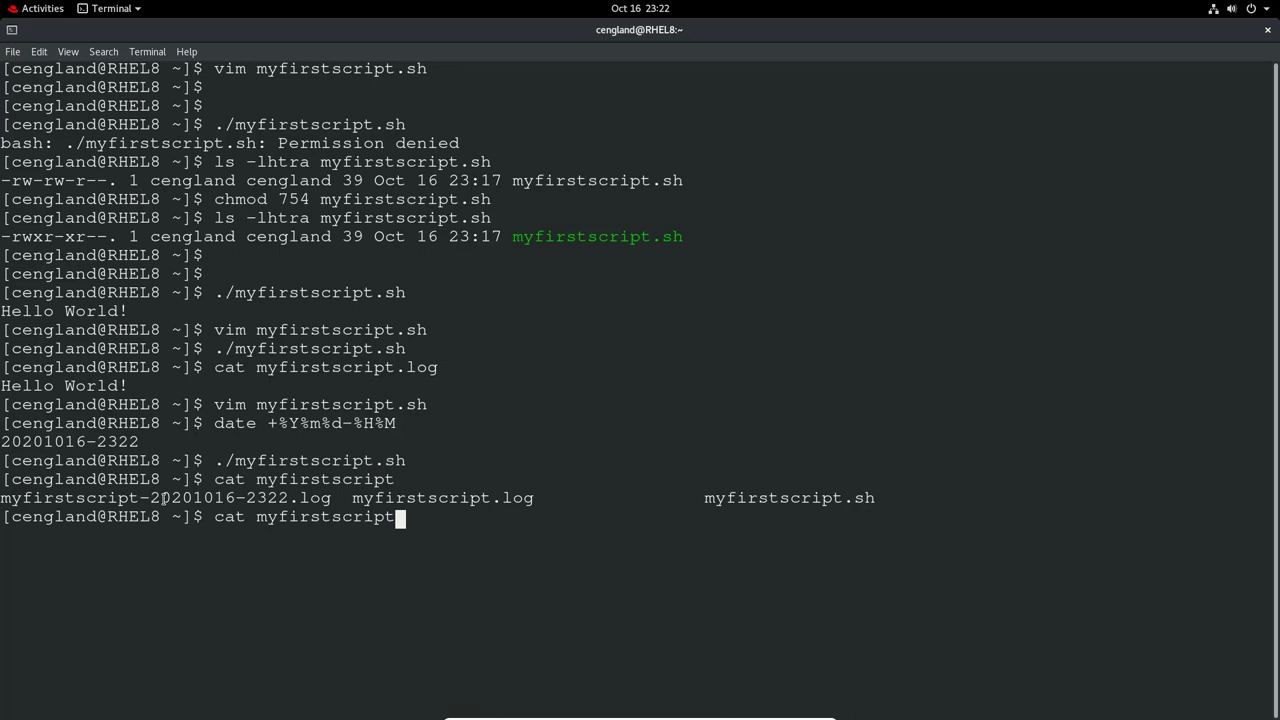 Activities Terminal Oct 16 23:22
cengland@RHEL8:~ ×
File Edit View Search Terminal Help
[cengland@RHEL8 ~]$ vim myfirstscript.sh
[cengland@RHEL8 ~]$
[cengland@RHEL8 ~]$
[cengland@RHEL8 ~]$ ./myfirstscript.sh
bash: ./myfirstscript.sh: Permission denied
[cengland@RHEL8 ~]$ ls -lhtra myfirstscript.sh
-rw-rw-r--. 1 cengland cengland 39 Oct 16 23:17 myfirstscript.sh
[cengland@RHEL8 ~]$ chmod 754 myfirstscript.sh
[cengland@RHEL8 ~]$ ls -lhtra myfirstscript.sh
-rwxr-xr--. 1 cengland cengland 39 Oct 16 23:17 myfirstscript.sh
[cengland@RHEL8 ~]$
[cengland@RHEL8 ~]$
[cengland@RHEL8 ~]$ ./myfirstscript.sh
Hello World!
[cengland@RHEL8 ~]$ vim myfirstscript.sh
[cengland@RHEL8 ~]$ ./myfirstscript.sh
[cengland@RHEL8 ~]$ cat myfirstscript.log
Hello World!
[cengland@RHEL8 ~]$ vim myfirstscript.sh
[cengland@RHEL8 ~]$ date +%Y%m%d-%H%M
20201016-2322
[cengland@RHEL8 ~]$ ./myfirstscript.sh
[cengland@RHEL8 ~]$ cat myfirstscript
myfirstscript-20201016-2322.log myfirstscript.log myfirstscript.sh
[cengland@RHEL8 ~]$ cat myfirstscript